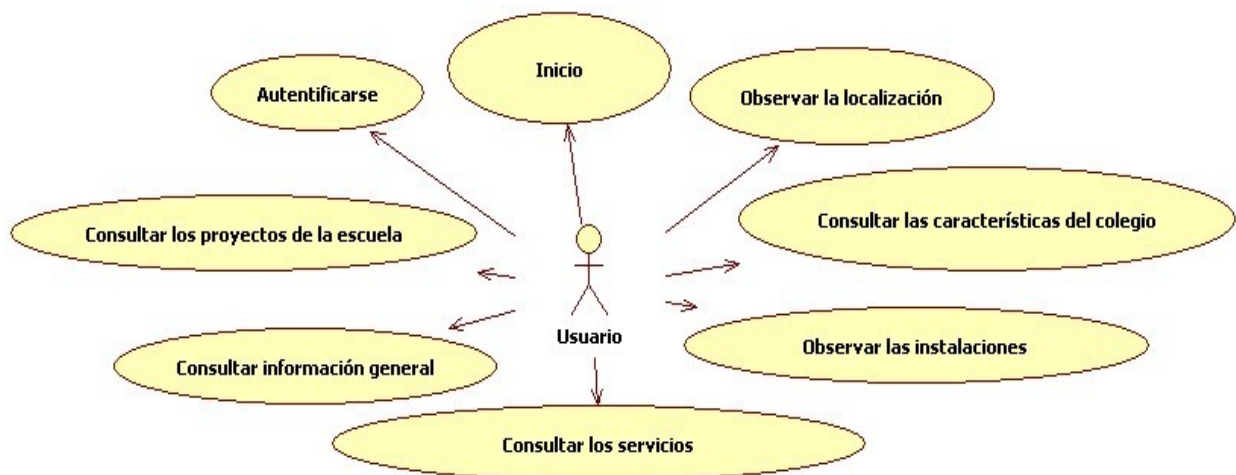 Inicio
Autentificarse
Observar la localización
Consultar los proyectos de la escuela
Consultar las características del colegio
Usuario
Consultar información general
Observar las instalaciones
Consultar los servicios